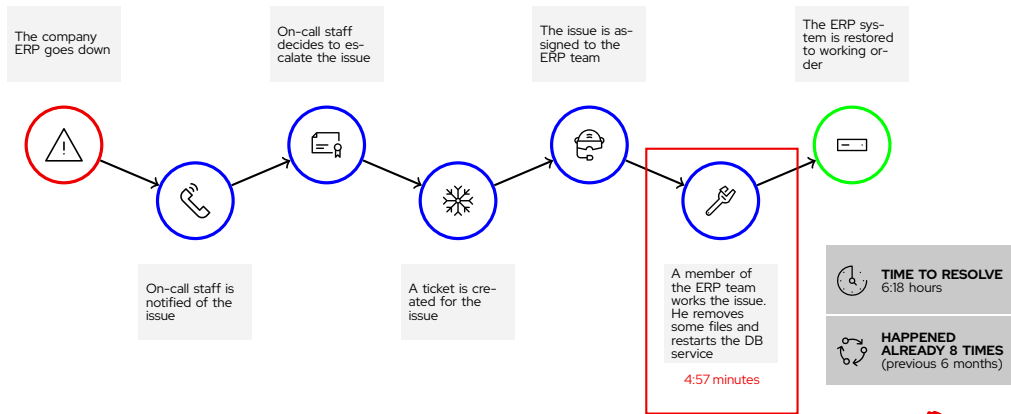 The company
ERP goes down
On-call staff is
notified of the
issue
On-call staff
decides to es-
calate the issue
A ticket is cre-
ated for the
issue
The issue is as-
signed to the
ERP team
A member of
the ERP team
works the issue.
He removes
some files and
restarts the DB
service
4:57 minutes
The ERP sys-
tem is restored
to working or-
der
TIME TO RESOLVE
6:18 hours
HAPPENED
ALREADY 8 TIMES
(previous 6 months)